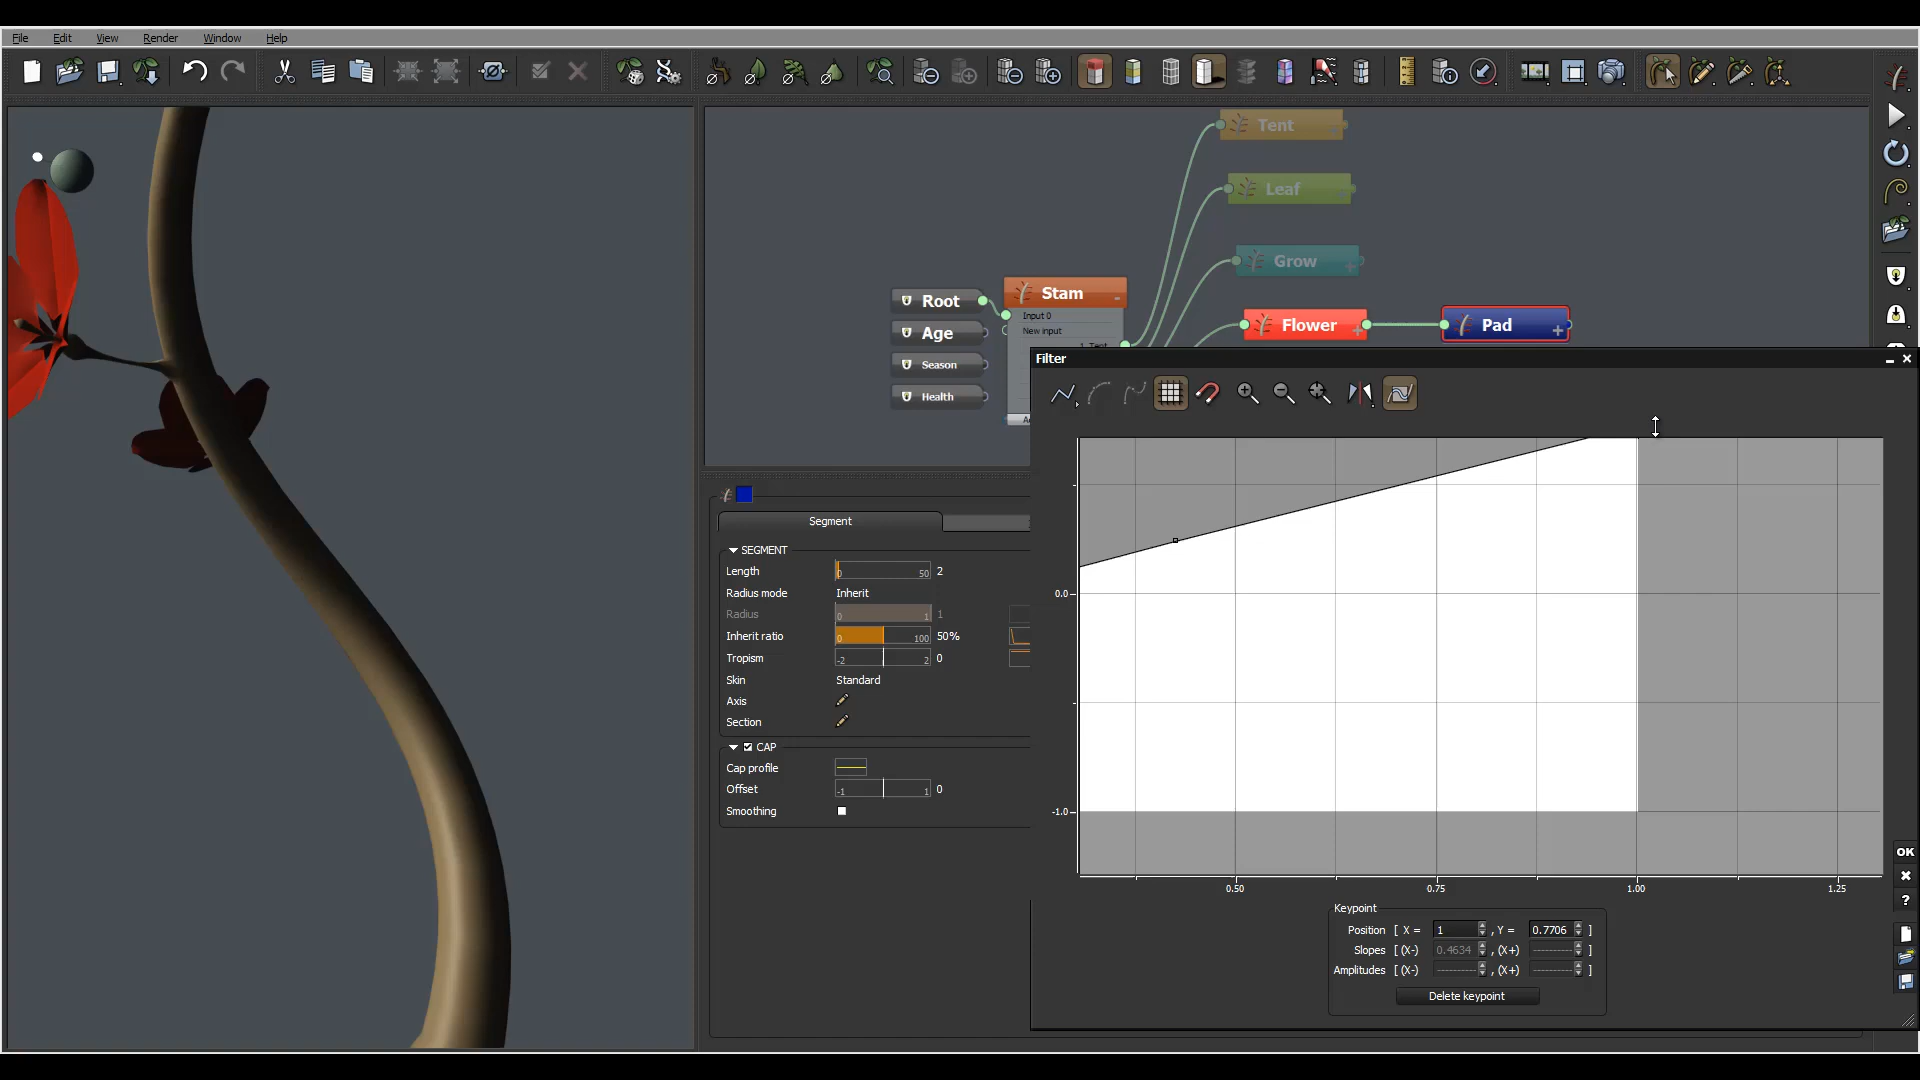 File Edit View Render Window Help
Tent
Leaf
Grow
Root
Stam
Input 0
New input
Age
Season
Health
Flower
Pad
Filter
Segment
SEGMENT
Length 0 50 2
Radius mode Inherit
Radius 0 1 1
Inherit ratio 0 100 50%
Tropism -2 2 0
Skin Standard
Axis
Section
CAP
Cap profile
Offset -1 1 0
Smoothing
0.0
-1.0
0.50 0.75 1.00 1.25
Keypoint
Position [ X = 1 , Y = 0.7706 ]
Slopes [ (X-) 0.4634 , (X+) ---------- ]
Amplitudes [ (X-) ---------- , (X+) ---------- ]
Delete keypoint
OK
?